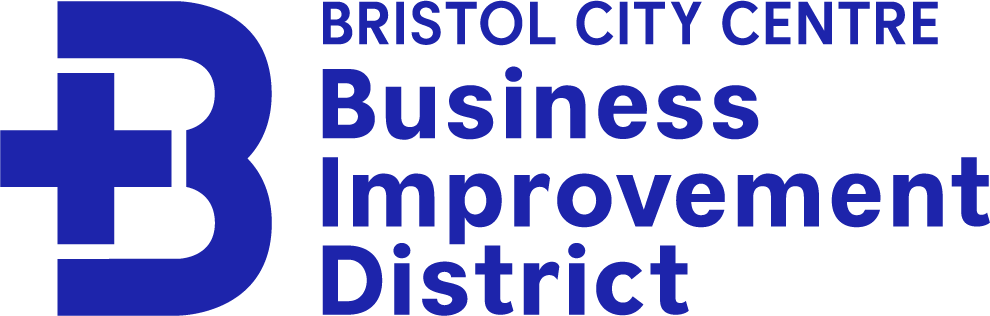 BRISTOL CITY CENTRE
Business
Improvement
District